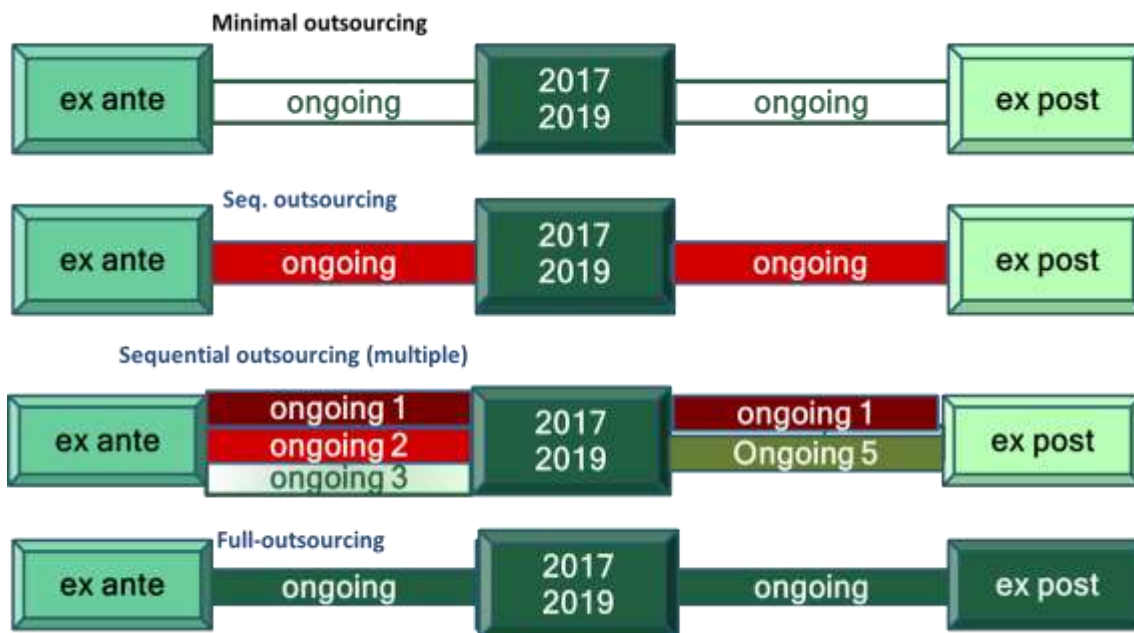 Minimal outsourcing
ex ante
ongoing
2017
2019
ongoing
ex post
Seq. outsourcing
ex ante
ongoing
2017
2019
ongoing
ex post
Sequential outsourcing (multiple)
ex ante
ongoing 1
ongoing 2
ongoing 3
2017
2019
ongoing 1
Ongoing 5
ex post
Full-outsourcing
ex ante
ongoing
2017
2019
ongoing
ex post